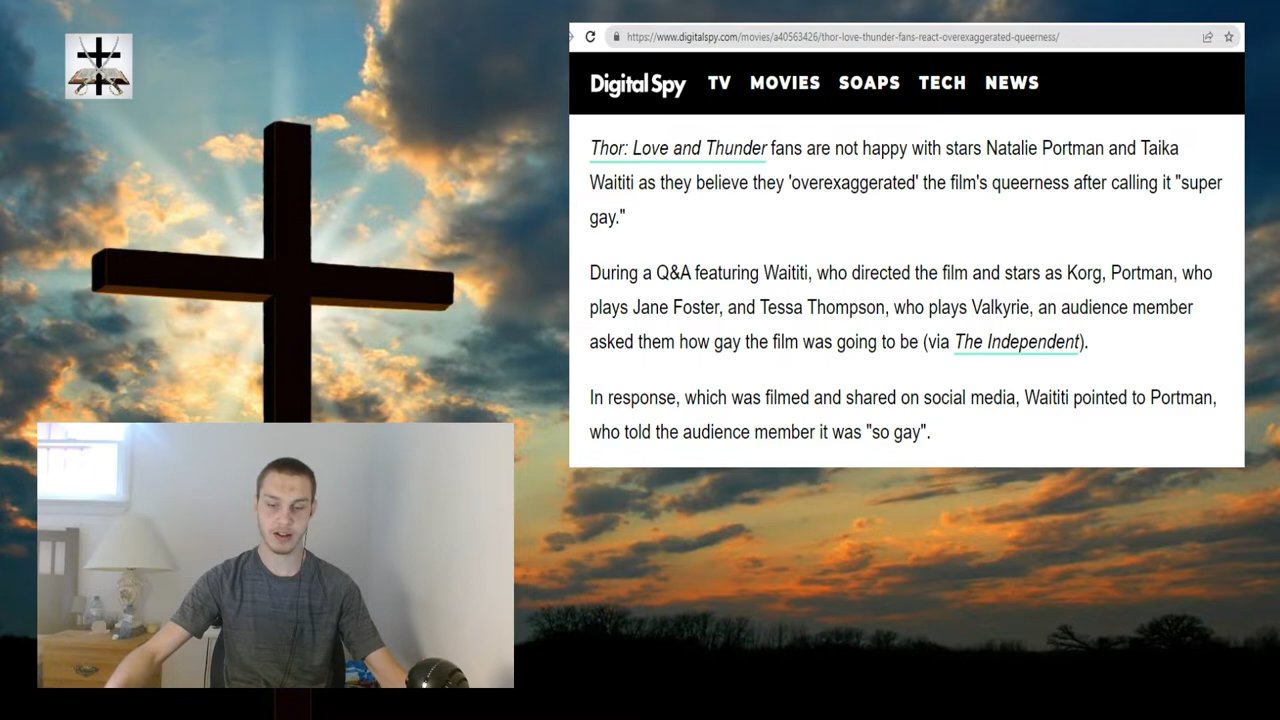 https://www.digitalspy.com/movies/a40563426/thor-love-thunder-fans-react-overexaggerated-queerness/
Digital Spy TV MOVIES SOAPS TECH NEWS
Thor: Love and Thunder fans are not happy with stars Natalie Portman and Taika
Waititi as they believe they 'overexaggerated' the film's queerness after calling it "super
gay."
During a Q&A featuring Waititi, who directed the film and stars as Korg, Portman, who
plays Jane Foster, and Tessa Thompson, who plays Valkyrie, an audience member
asked them how gay the film was going to be (via The Independent).
In response, which was filmed and shared on social media, Waititi pointed to Portman,
who told the audience member it was "so gay".